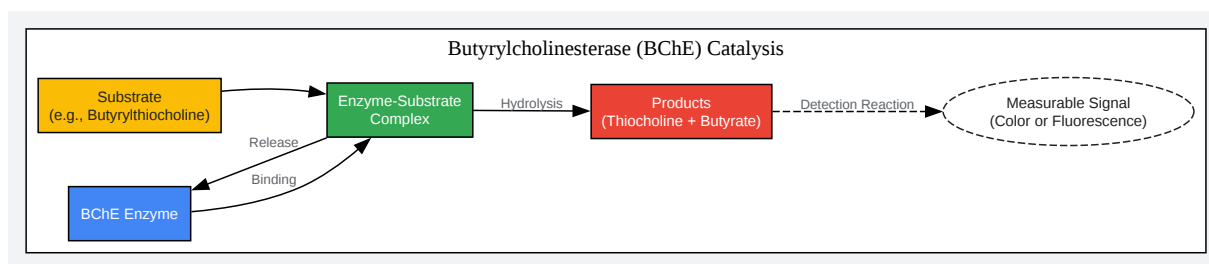 Butyrylcholinesterase (BChE) Catalysis
Substrate
(e.g., Butyrylthiocholine)
Enzyme-Substrate
Complex
Hydrolysis
Products
(Thiocholine + Butyrate)
Detection Reaction
Measurable Signal
(Color or Fluorescence)
Release
Binding
BChE Enzyme